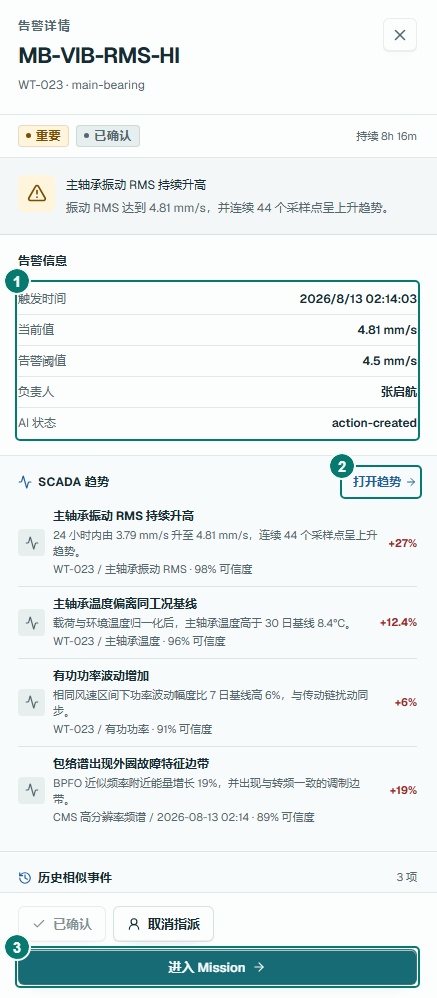 告警详情
MB-VIB-RMS-HI
WT-023 · main-bearing
重要
已确认
持续 8h 16m
主轴承振动 RMS 持续升高
振动 RMS 达到 4.81 mm/s，并连续 44 个采样点呈上升趋势。
告警信息
1
触发时间 2026/8/13 02:14:03
当前值 4.81 mm/s
告警阈值 4.5 mm/s
负责人 张启航
AI 状态 action-created
2
SCADA 趋势 打开趋势 →
主轴承振动 RMS 持续升高
24 小时内由 3.79 mm/s 升至 4.81 mm/s，连续 44 个采样点呈上升
趋势。
+27%
WT-023 / 主轴承振动 RMS · 98% 可信度
主轴承温度偏离同工况基线
载荷与环境温度归一化后，主轴承温度高于 30 日基线 8.4°C。
+12.4%
WT-023 / 主轴承温度 · 96% 可信度
有功功率波动增加
相同风速区间下功率波动幅度比 7 日基线高 6%，与传动链扰动同
步。
+6%
WT-023 / 有功功率 · 91% 可信度
包络谱出现外圈故障特征边带
BPFO 近似频率附近能量增长 19%，并出现与转频一致的调制边
带。
+19%
CMS 高分辨率频谱 / 2026-08-13 02:14 · 89% 可信度
历史相似事件 3 项
已确认
取消指派
3
进入 Mission →